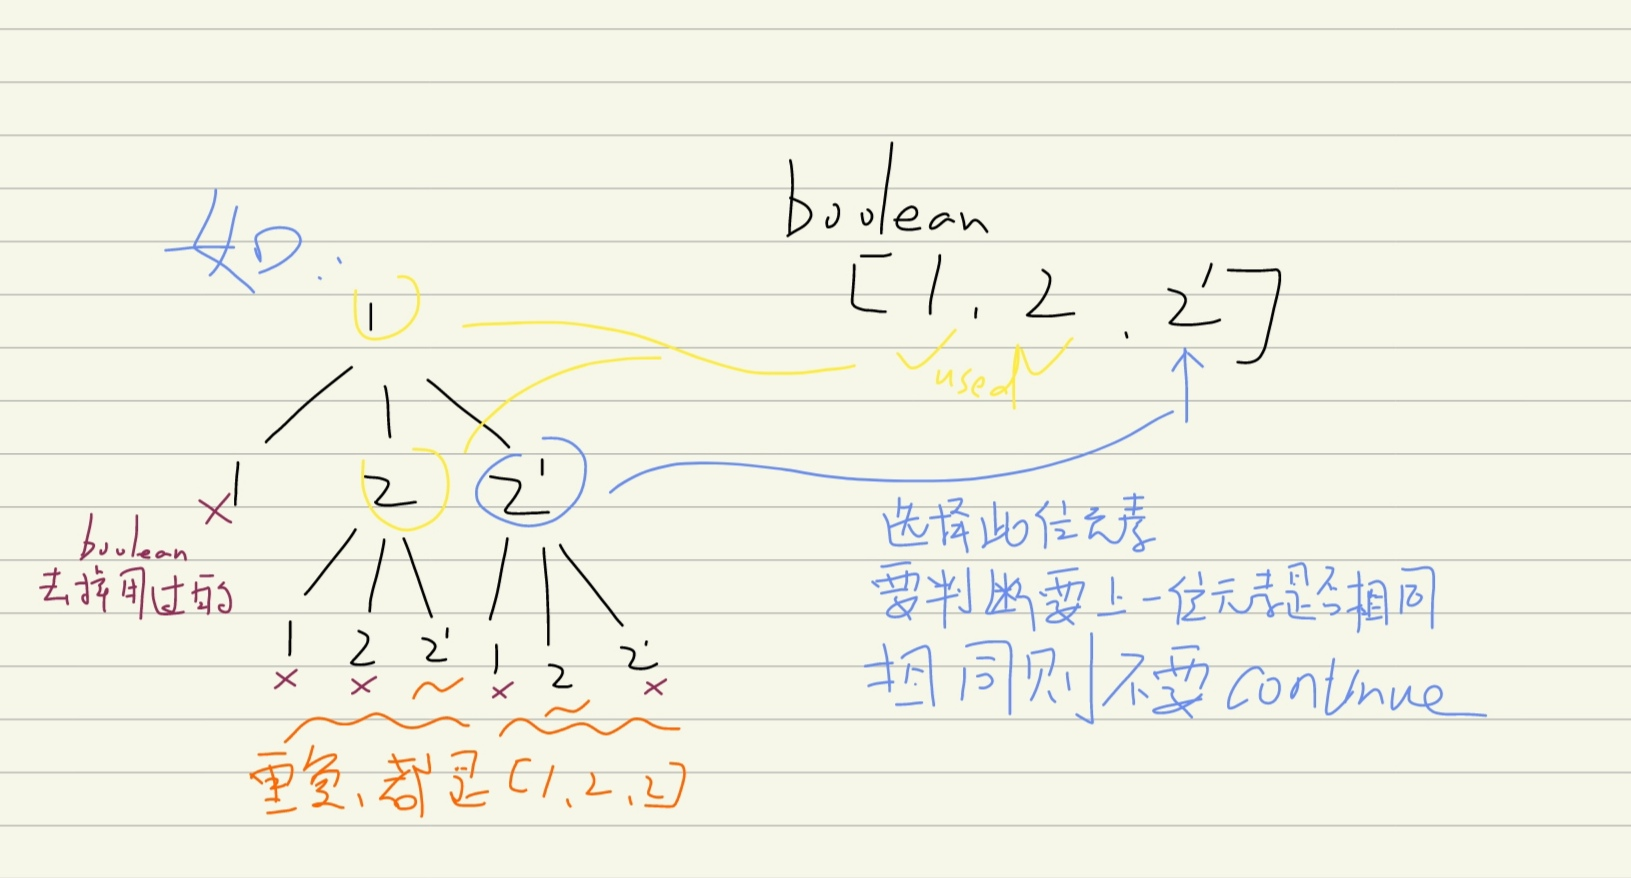 boolean
[1, 2, 2']
如:
used
1
1 2 2'
×
boolean
去掉用过的
选择此位元素
要判断要上一位元素是否相同
相同则不要 continue
1 2 2' 1 2 2'
× × × ×
重复、都是[1,2,2]